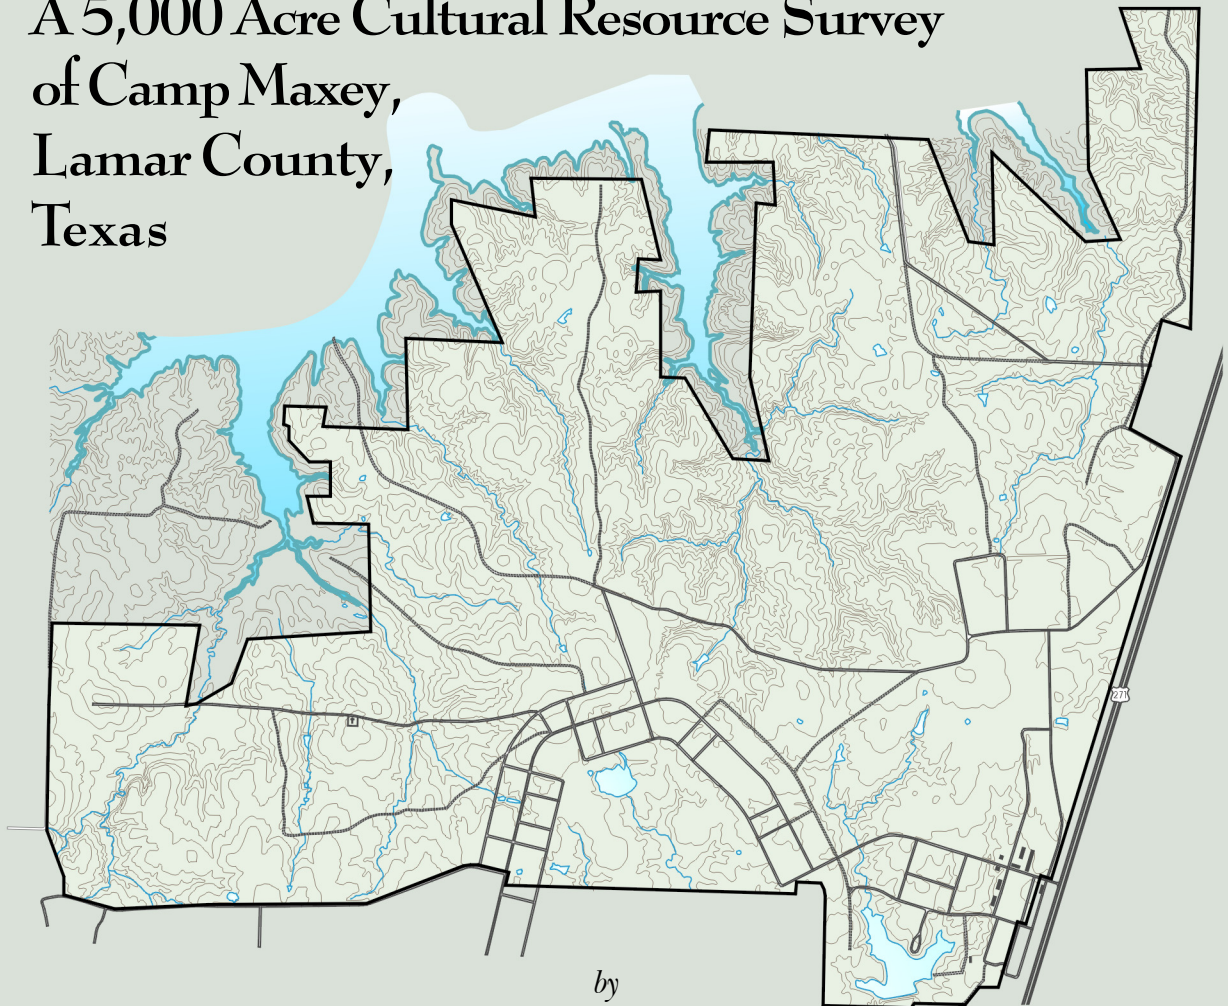 A 5,000 Acre Cultural Resource Survey
of Camp Maxey,
Lamar County,
Texas
271
by